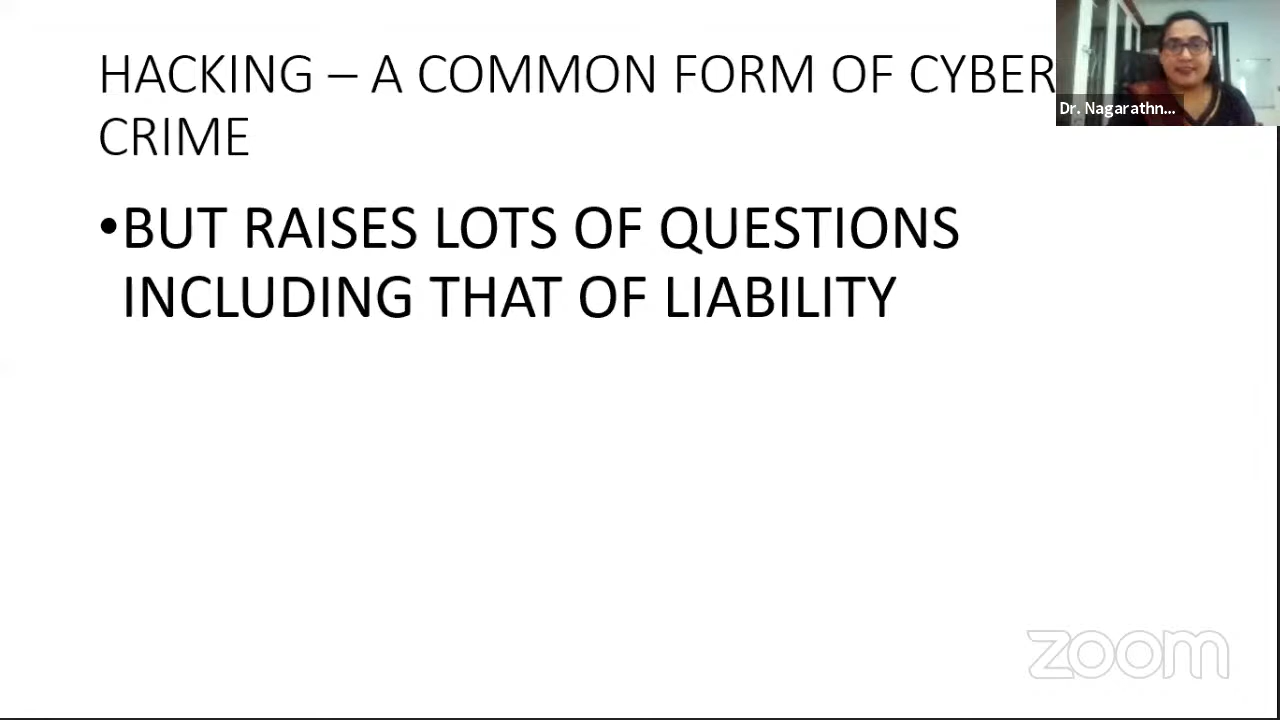 HACKING – A COMMON FORM OF CYBER
CRIME
Dr. Nagarathn...
•BUT RAISES LOTS OF QUESTIONS
INCLUDING THAT OF LIABILITY
zoom